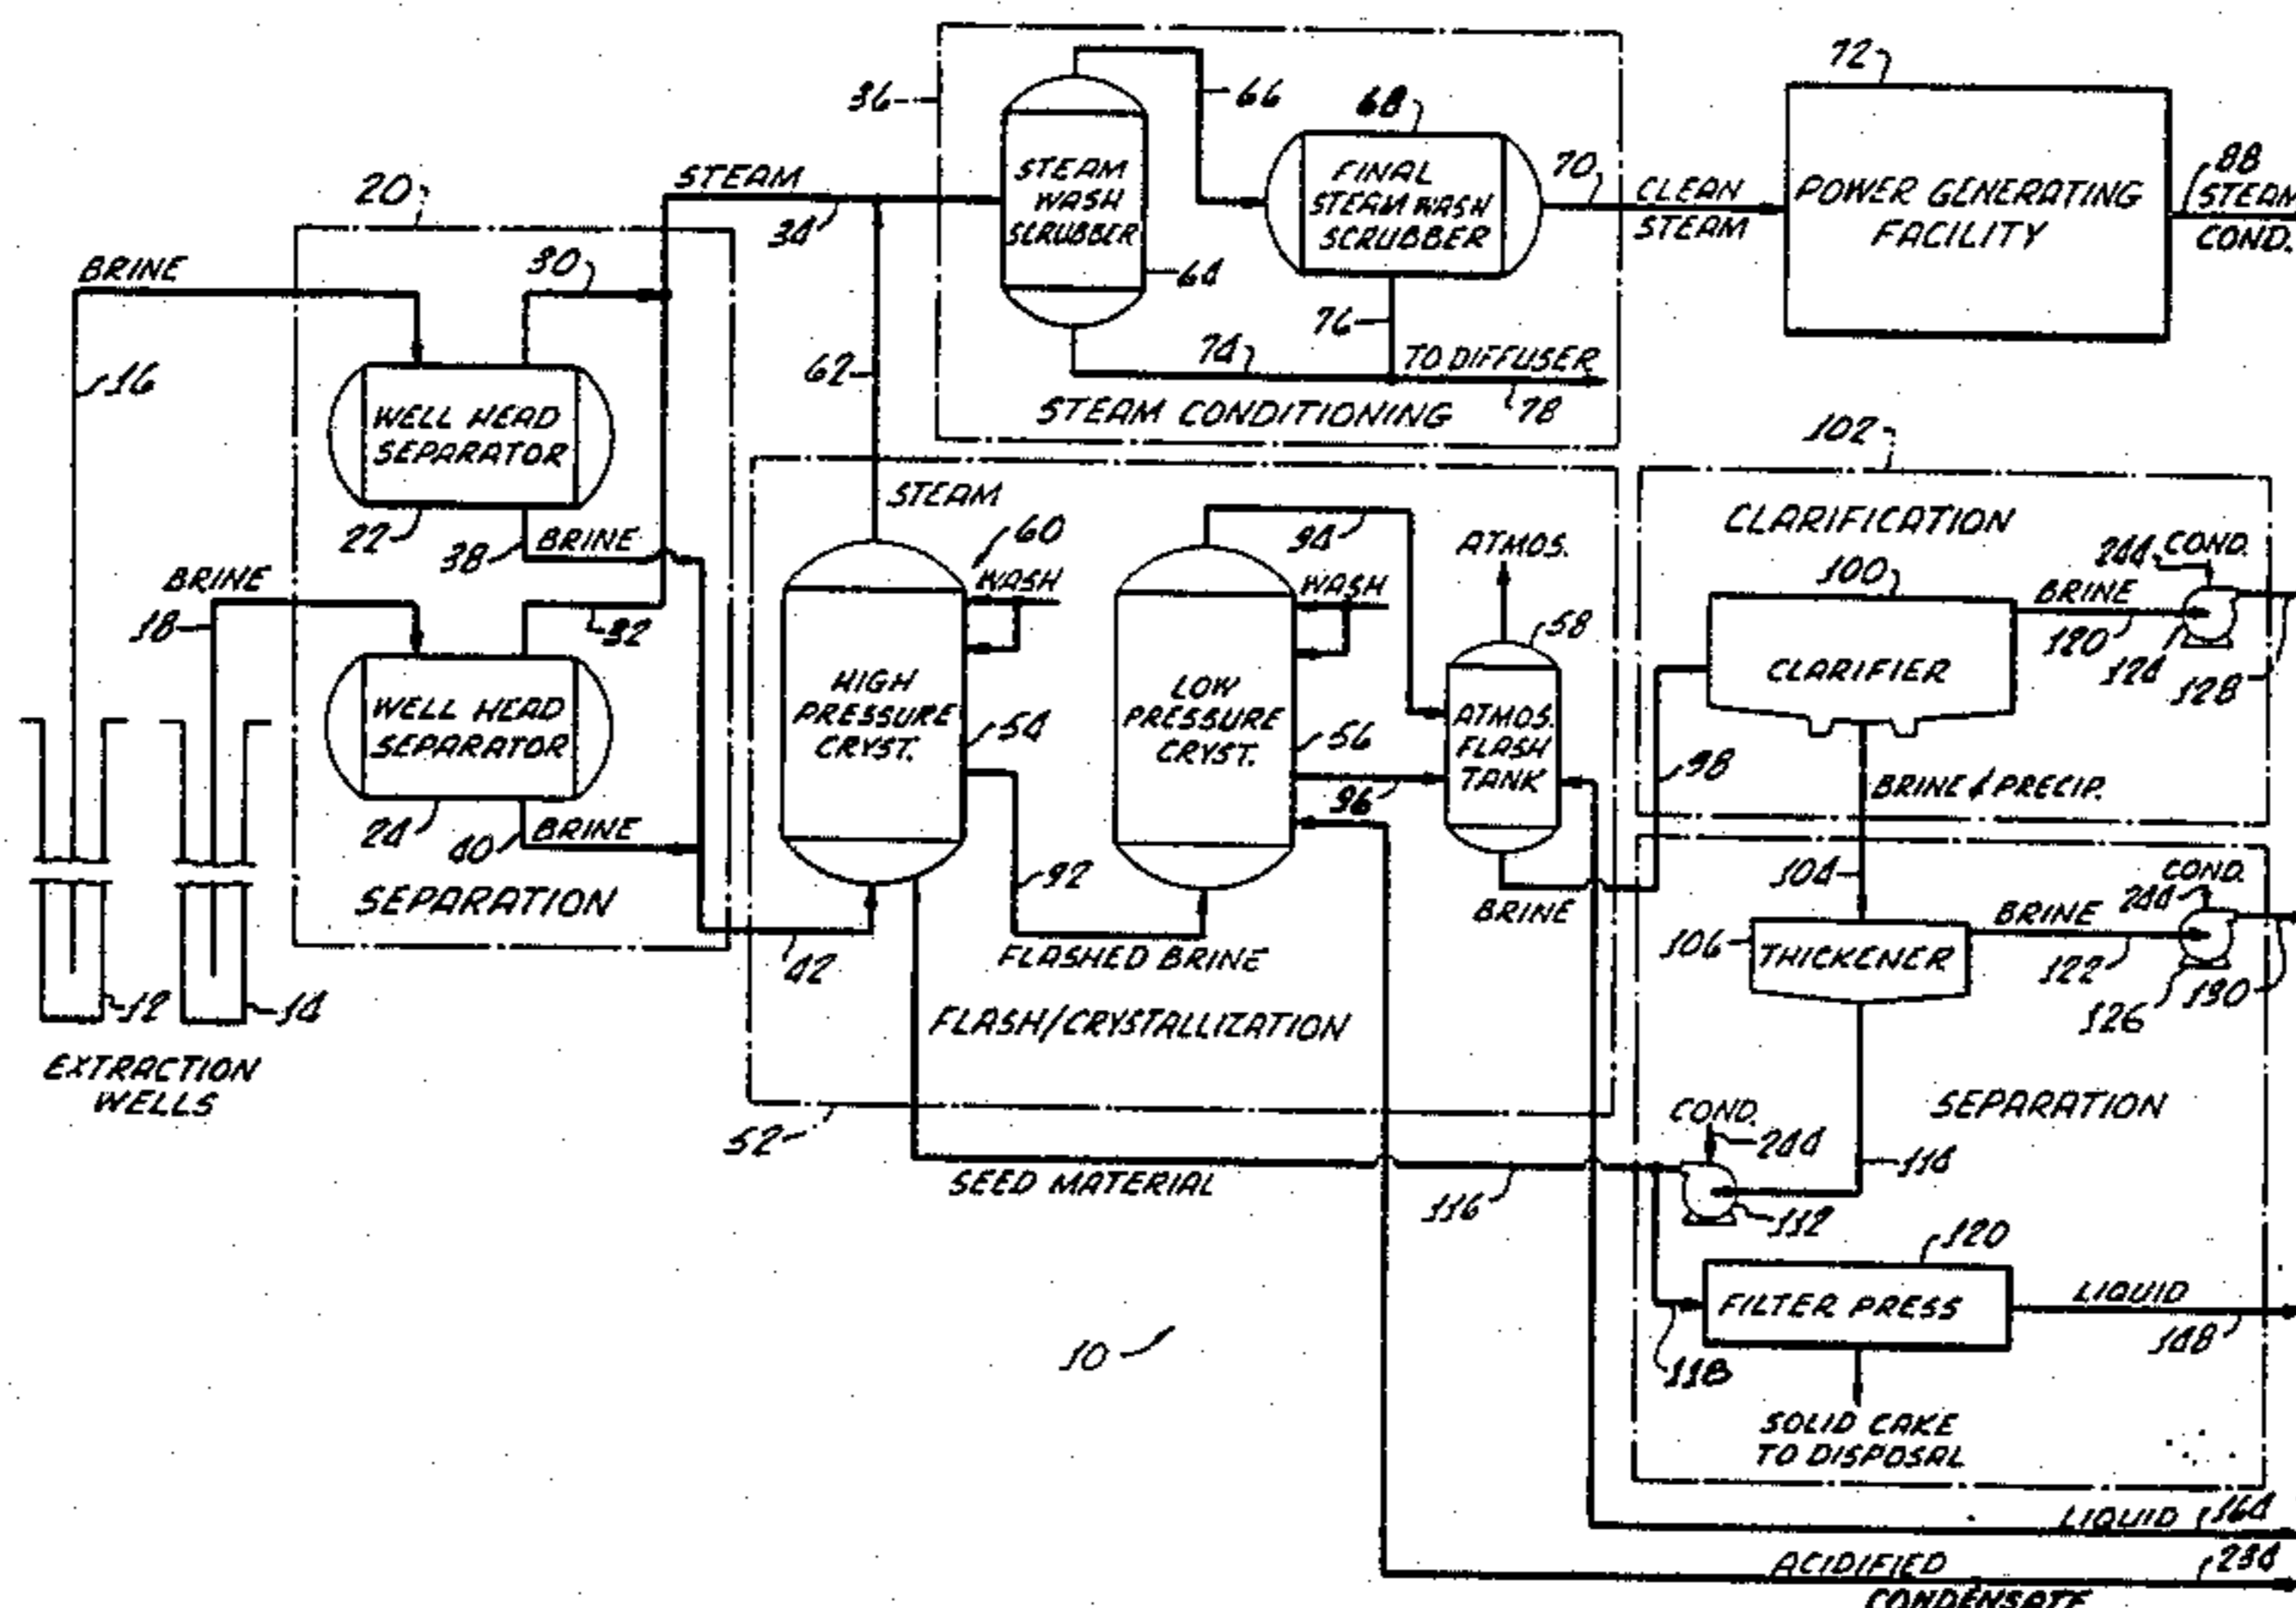 72
36
66
68
88
STEAM
COND.
STEAM
WASH
SCRUBBER
FINAL
STEAM WASH
SCRUBBER
70
CLEAN
STEAM
POWER GENERATING
FACILITY
20
STEAM
34
64
BRINE
30
76
74
TO DIFFUSER
78
STEAM CONDITIONING
16
62
WELL HEAD
SEPARATOR
22
38
BRINE
102
CLARIFICATION
STEAM
60
WASH
94
ATMOS.
WASH
58
100
BRINE
120
244
COND.
124
128
CLARIFIER
BRINE
18
32
WELL HEAD
SEPARATOR
24
40
BRINE
SEPARATION
HIGH
PRESSURE
CRYST.
54
LOW
PRESSURE
CRYST.
56
ATMOS.
FLASH
TANK
96
98
BRINE & PRECIP.
104
92
BRINE
42
FLASHED BRINE
FLASH/CRYSTALLIZATION
52
106
THICKENER
BRINE
122
COND.
244
126
130
12
14
EXTRACTION
WELLS
SEPARATION
COND.
244
114
112
SEED MATERIAL
116
120
FILTER PRESS
LIQUID
148
118
10
SOLID CAKE
TO DISPOSAL
LIQUID
164
ACIDIFIED
CONDENSATE
234